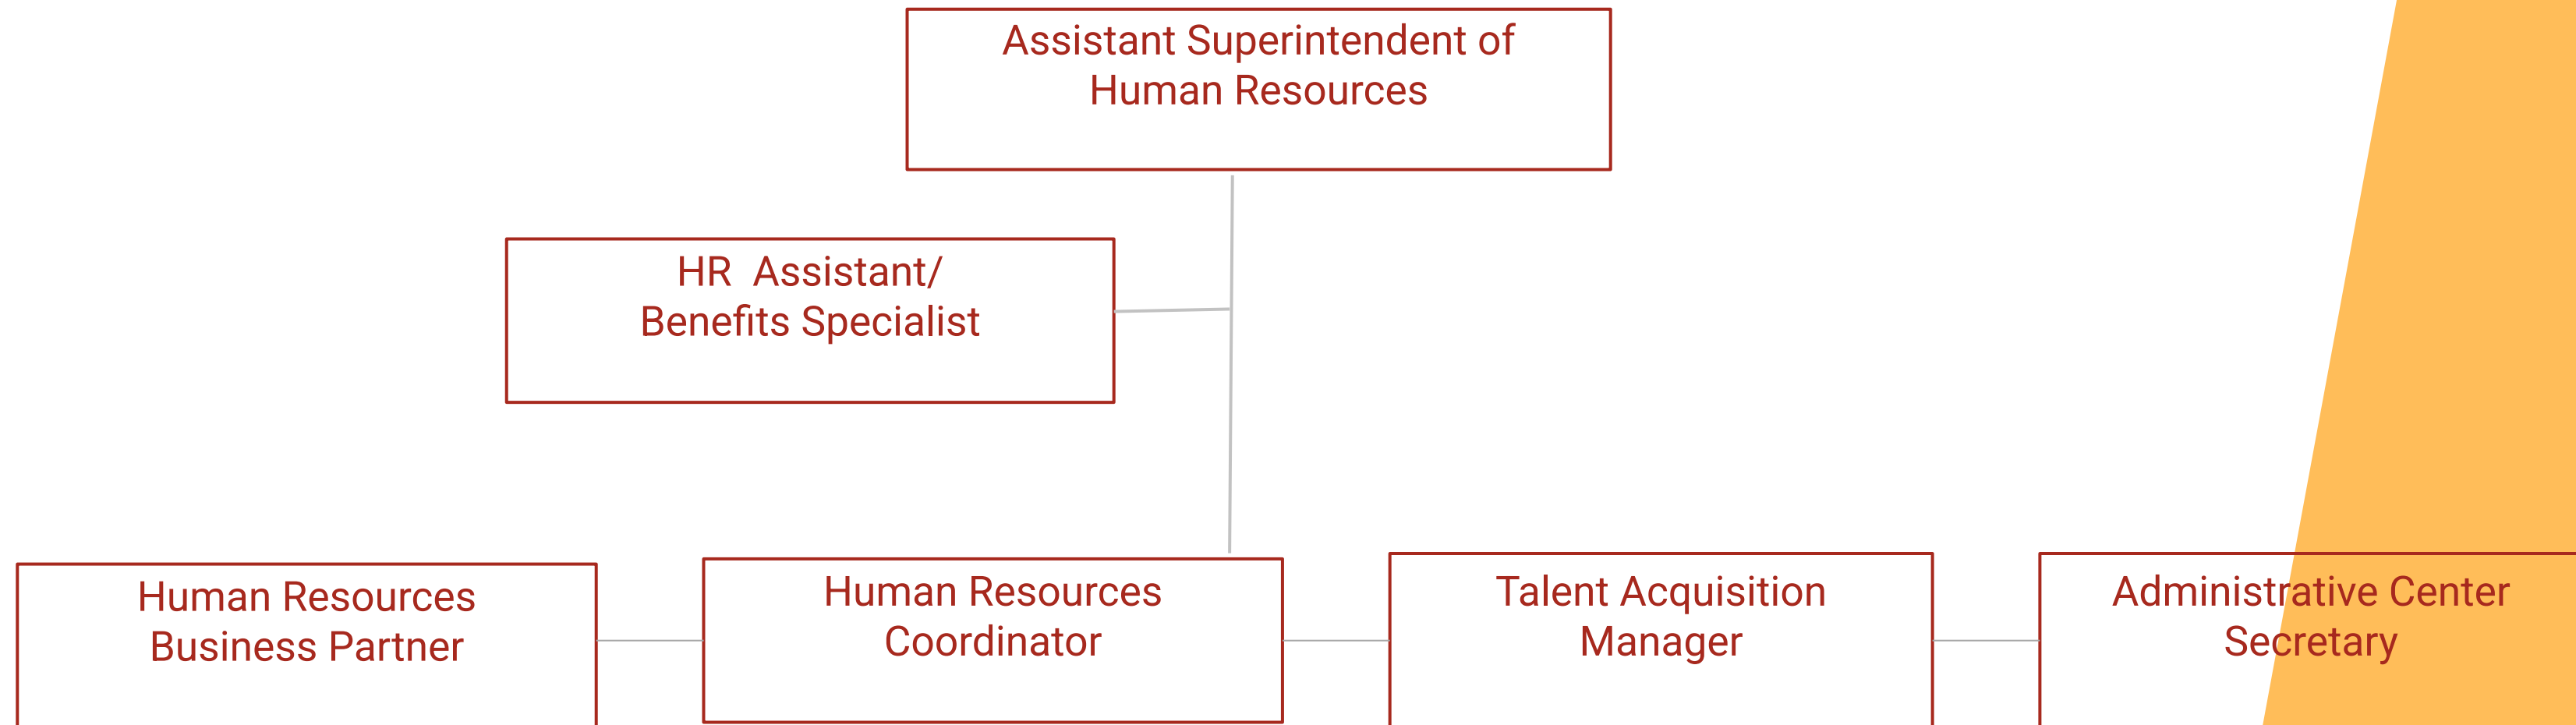 Assistant Superintendent of
Human Resources
HR  Assistant/
Benefits Specialist
Human Resources
Business Partner
Human Resources
Coordinator
Talent Acquisition
Manager
Administrative Center
Secretary